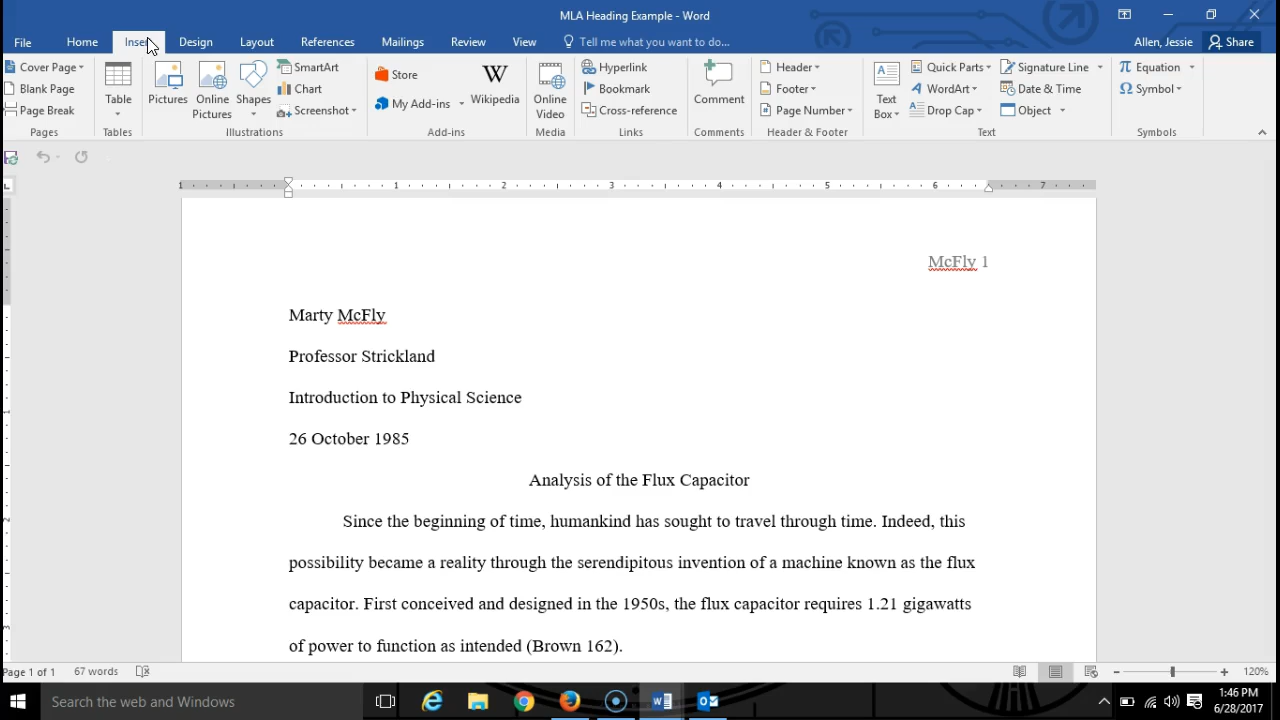 MLA Heading Example - Word
File Home Insert Design Layout References Mailings Review View Tell me what you want to do... Allen, Jessie Share
Cover Page
Blank Page
Page Break
Pages
Table
Tables
Pictures
Online Pictures
Shapes
SmartArt
Chart
Screenshot
Illustrations
Store
My Add-ins
Wikipedia
Add-ins
Online Video
Media
Hyperlink
Bookmark
Cross-reference
Links
Comment
Comments
Header
Footer
Page Number
Header & Footer
Text Box
Quick Parts
WordArt
Drop Cap
Signature Line
Date & Time
Object
Text
Equation
Symbol
Symbols
1 1 2 3 4 5 6 7
McFly 1
Marty McFly
Professor Strickland
Introduction to Physical Science
26 October 1985
Analysis of the Flux Capacitor
Since the beginning of time, humankind has sought to travel through time. Indeed, this
possibility became a reality through the serendipitous invention of a machine known as the flux
capacitor. First conceived and designed in the 1950s, the flux capacitor requires 1.21 gigawatts
of power to function as intended (Brown 162).
Page 1 of 1 67 words 120%
Search the web and Windows
1:46 PM
6/28/2017